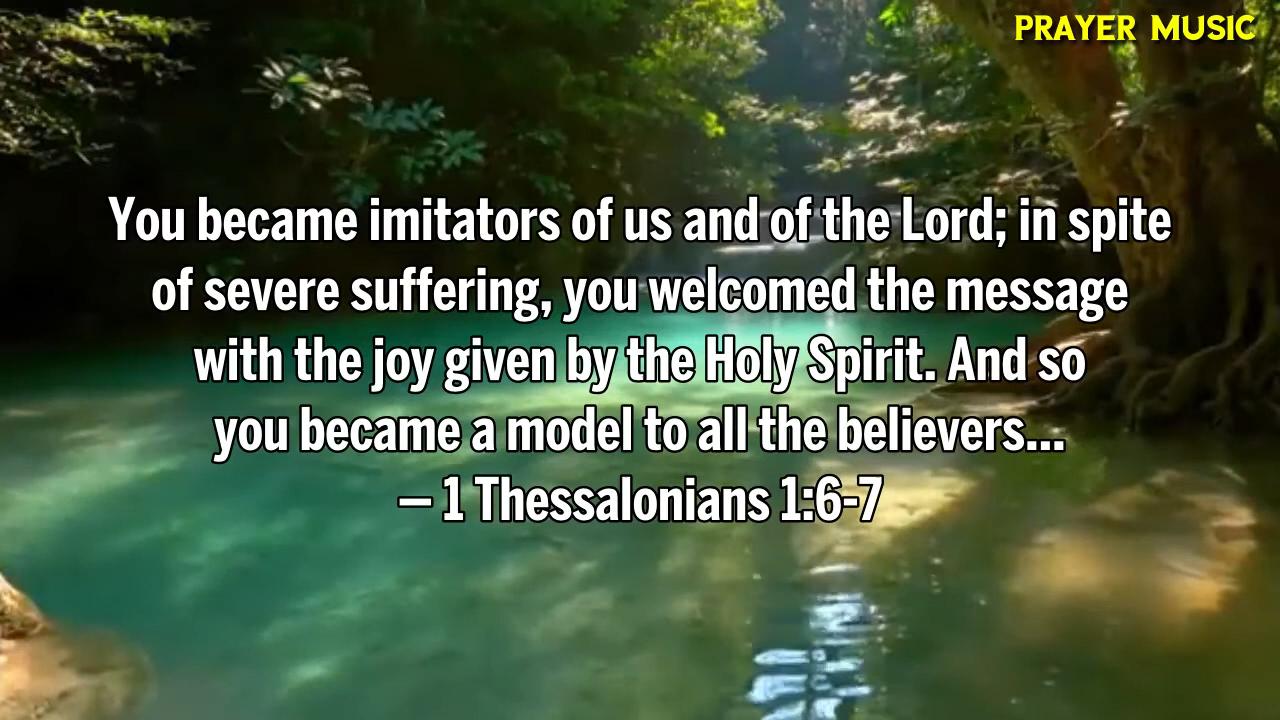 PRAYER MUSIC
You became imitators of us and of the Lord; in spite
of severe suffering, you welcomed the message
with the joy given by the Holy Spirit. And so
you became a model to all the believers...
– 1 Thessalonians 1:6-7